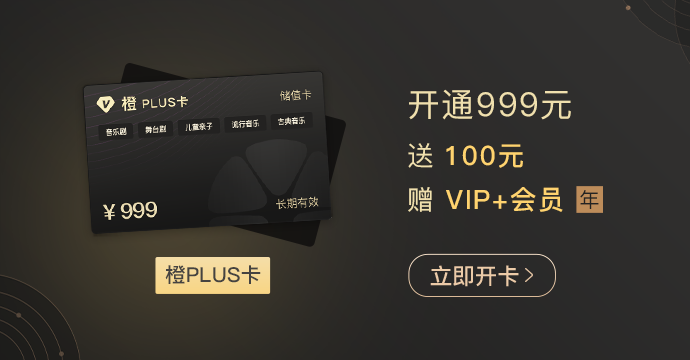 橙 PLUS卡
储值卡
音乐剧 舞台剧 儿童亲子 流行音乐 古典音乐
¥ 999
长期有效
橙PLUS卡
开通999元
送 100元
赠 VIP+会员 年
立即开卡>